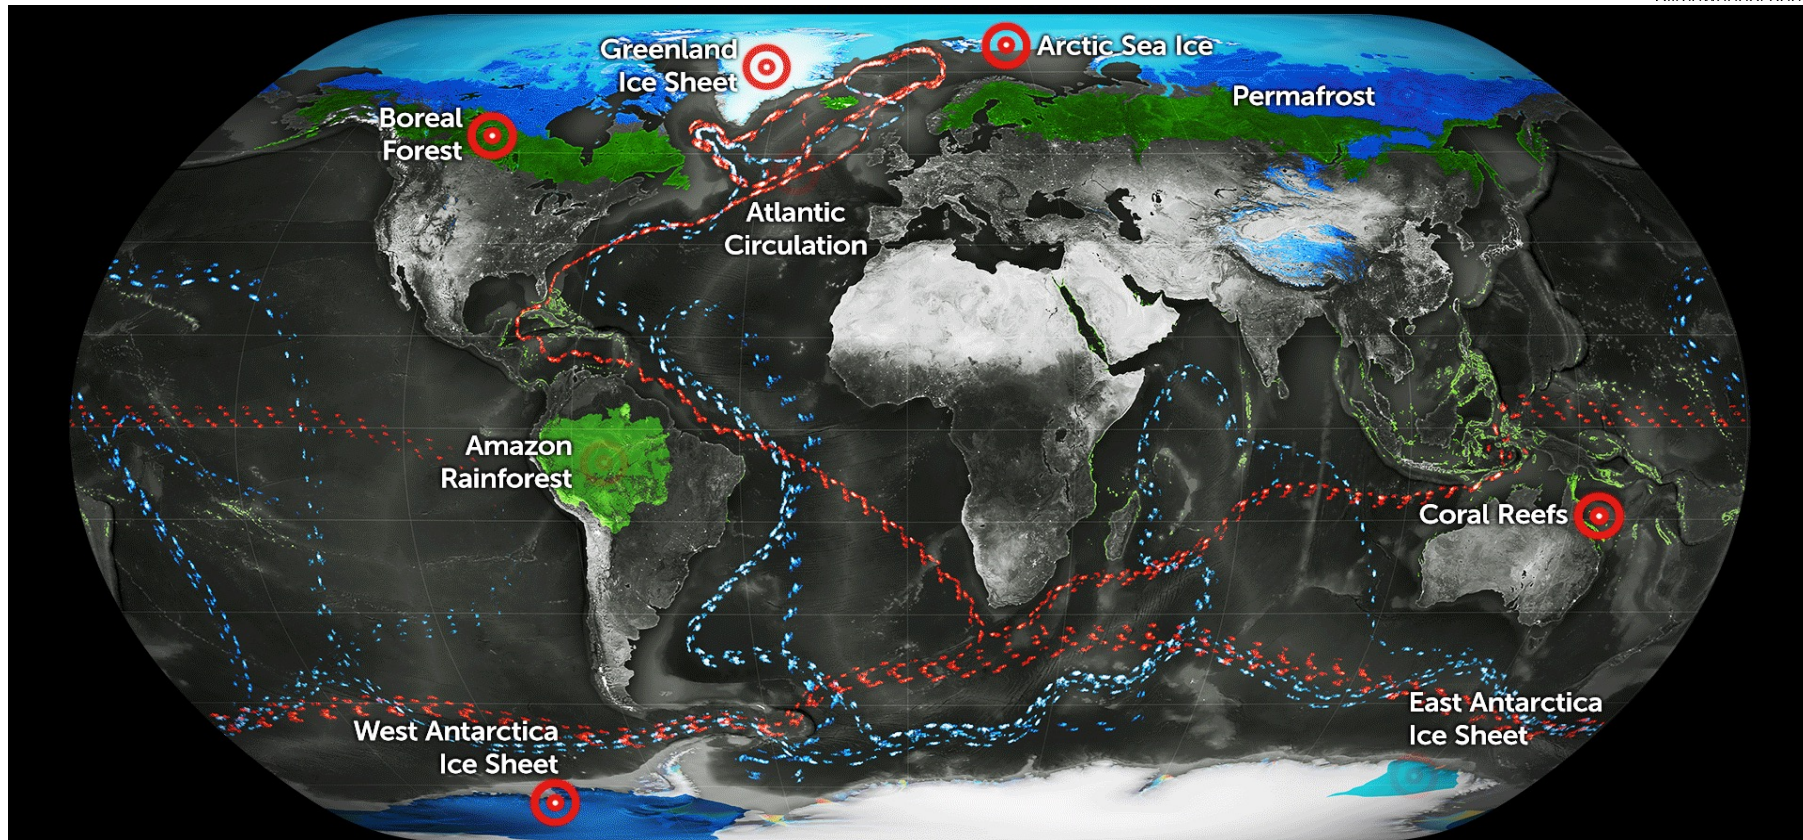 Greenland
Ice Sheet
Arctic Sea Ice
Permafrost
Boreal
Forest
Atlantic
Circulation
Amazon
Rainforest
Coral Reefs
West Antarctica
Ice Sheet
East Antarctica
Ice Sheet